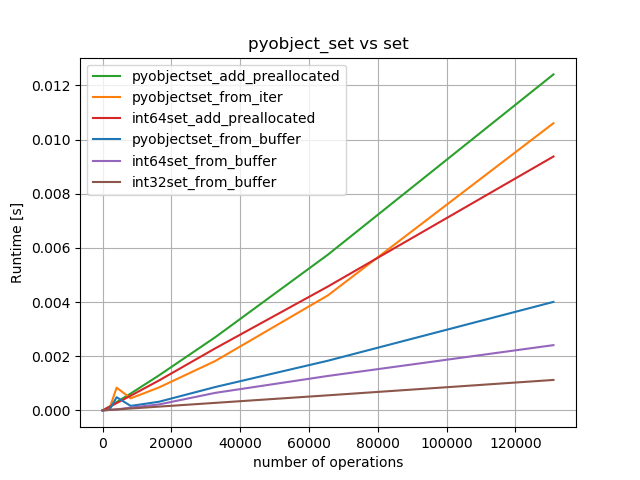 pyobject_set vs set
pyobjectset_add_preallocated
pyobjectset_from_iter
int64set_add_preallocated
pyobjectset_from_buffer
int64set_from_buffer
int32set_from_buffer
0.012
0.010
0.008
0.006
0.004
0.002
0.000
Runtime [s]
0 20000 40000 60000 80000 100000 120000
number of operations